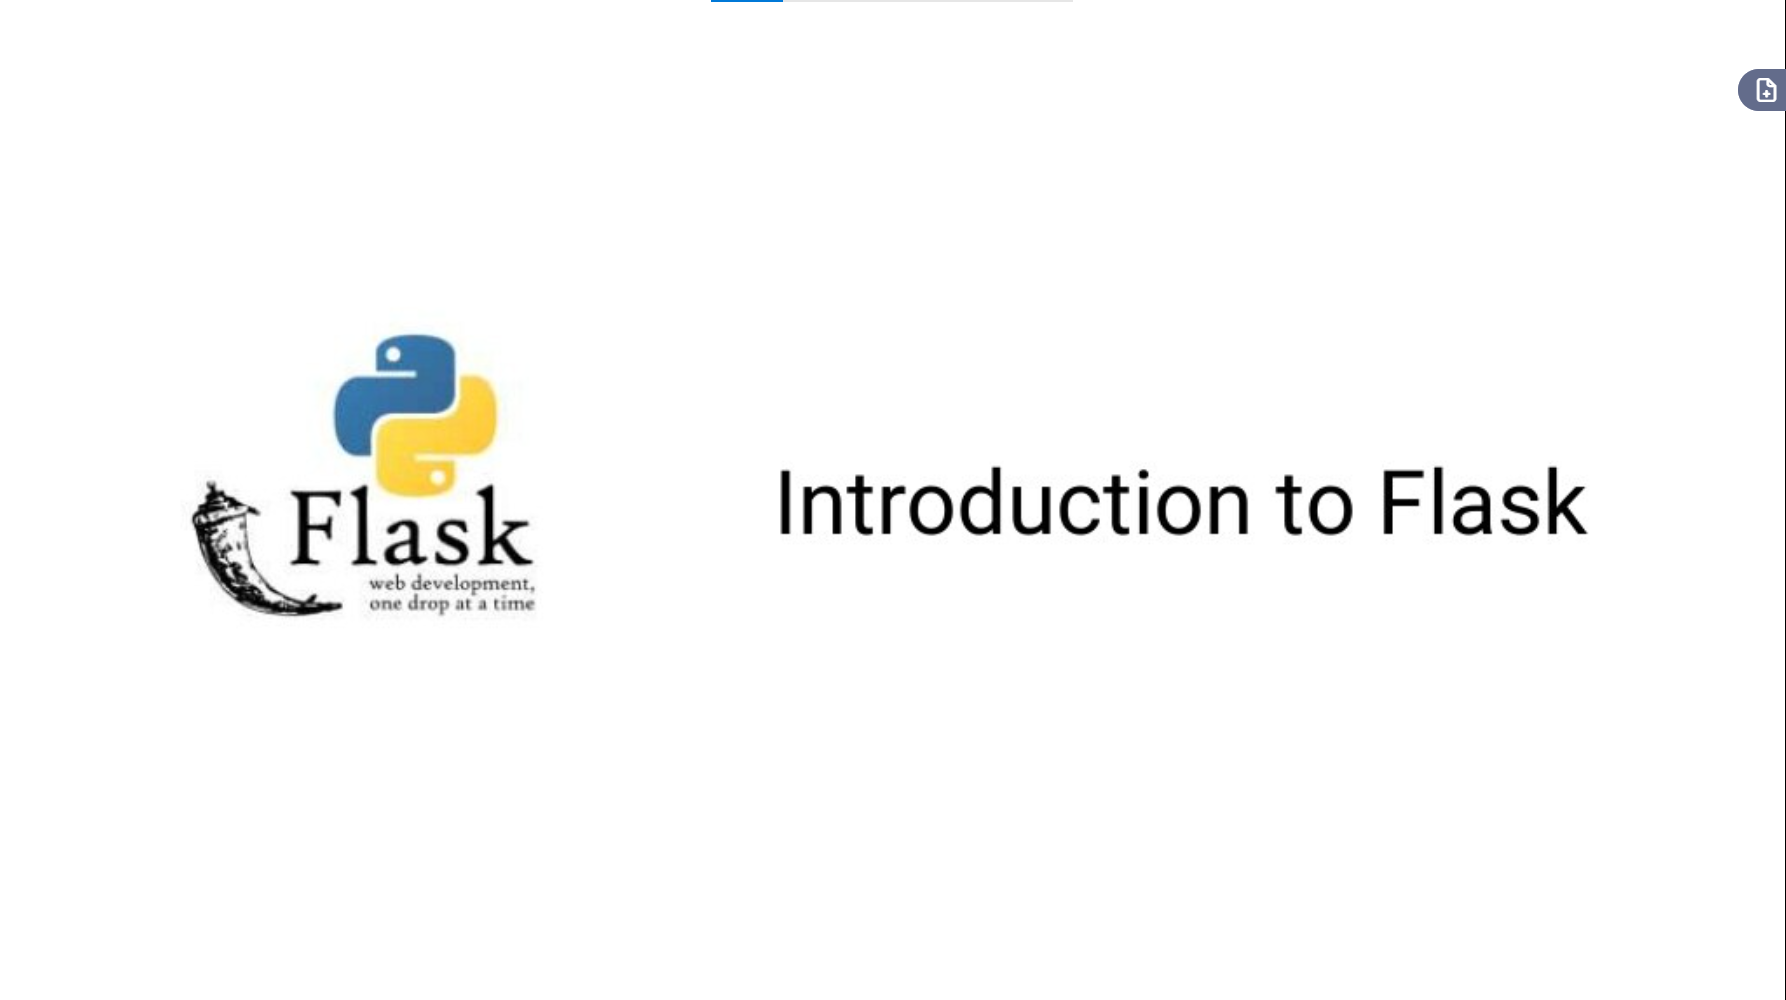 Flask
web development,
one drop at a time
Introduction to Flask